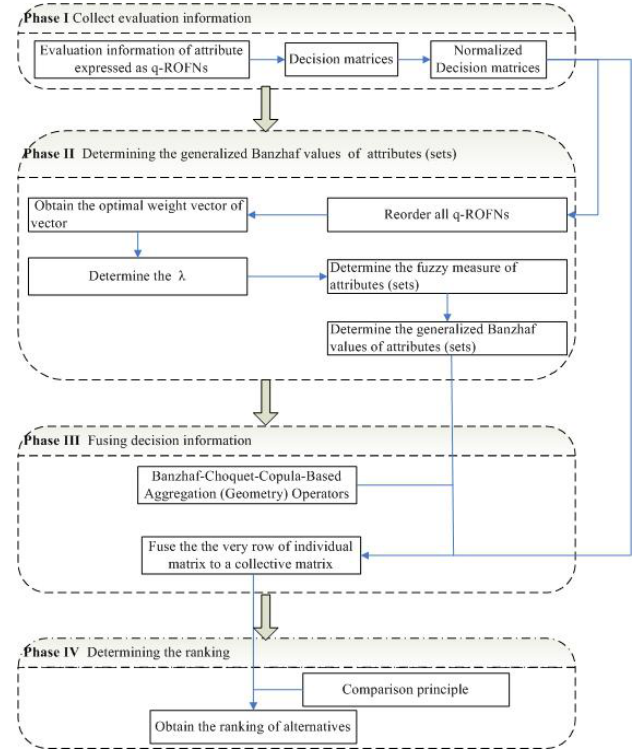 Phase I Collect evaluation information
Evaluation information of attribute
expressed as q-ROFNs
Decision matrices
Normalized
Decision matrices
Phase II Determining the generalized Banzhaf values of attributes (sets)
Obtain the optimal weight vector of
vector
Reorder all q-ROFNs
Determine the λ
Determine the fuzzy measure of
attributes (sets)
Determine the generalized Banzhaf
values of attributes (sets)
Phase III Fusing decision information
Banzhaf-Choquet-Copula-Based
Aggregation (Geometry) Operators
Fuse the the very row of individual
matrix to a collective matrix
Phase IV Determining the ranking
Comparison principle
Obtain the ranking of alternatives